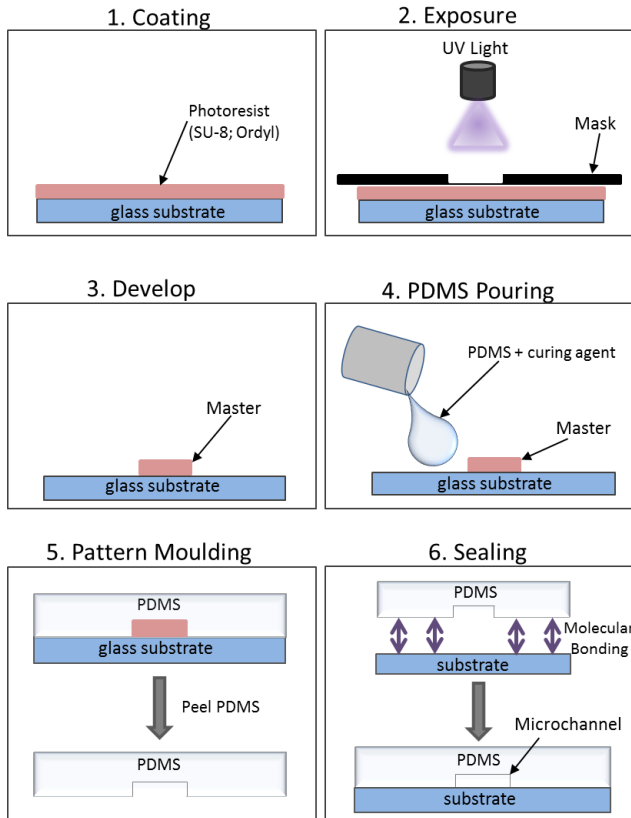 1. Coating
Photoresist
(SU-8; Ordyl)
glass substrate
2. Exposure
UV Light
Mask
glass substrate
3. Develop
Master
glass substrate
4. PDMS Pouring
PDMS + curing agent
Master
glass substrate
5. Pattern Moulding
PDMS
glass substrate
Peel PDMS
PDMS
6. Sealing
PDMS
Molecular
Bonding
substrate
Microchannel
PDMS
substrate